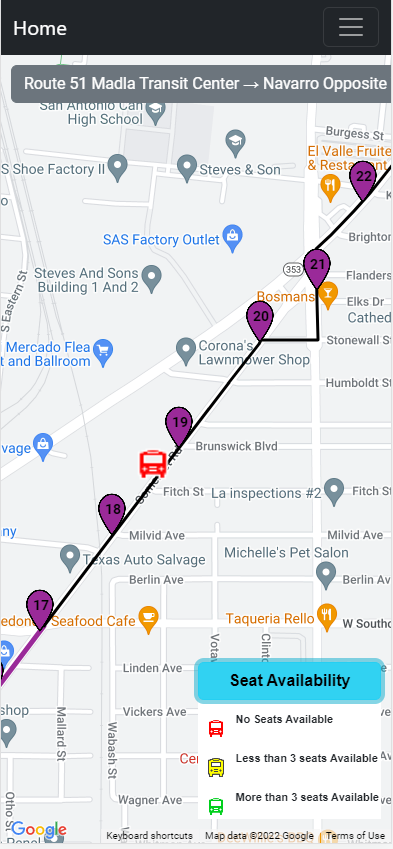 Home
Route 51 Madla Transit Center → Navarro Opposite
San Antonio Can
High School
Burgess St
El Valle Fruite
& Restaurant
S Shoe Factory II
Steves & Son
22
SAS Factory Outlet
Brighton
21
353
Flanders
Steves And Sons
Building 1 And 2
S Eastern St
Bosmans
Elks Dr
20
Cathed
Stonewall St
Mercado Flea
t and Ballroom
Corona's
Lawnmower Shop
Humboldt St
19
Brunswick Blvd
vage
Fitch St
La inspections #2
Fitch St
18
ny
Milvid Ave
Milvid Ave
Texas Auto Salvage
Michelle's Pet Salon
Berlin Ave
Berlin Av
17
Seafood Cafe
Taqueria Rello
W Southc
Linden Ave
Votaw
Clinto
shop
Mallard St
Vickers Ave
Wabash St
Wagner Ave
Otho St
Seat Availability
No Seats Available
Less than 3 seats Available
More than 3 seats Available
Google
Keyboard shortcuts
Map data ©2022 Google
Terms of Use